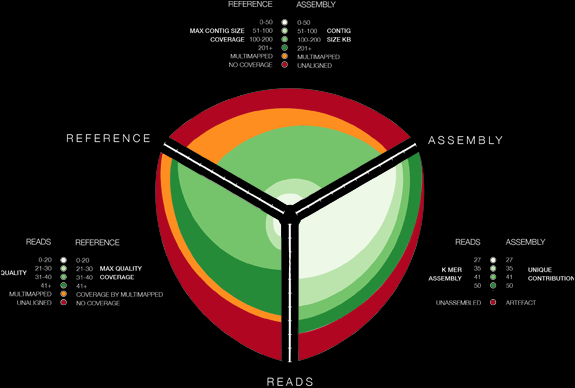 REFERENCE ASSEMBLY
0-50 0-50
MAX CONTIG SIZE 51-100 51-100 CONTIG
COVERAGE 100-200 100-200 SIZE KB
201+ 201+
MULTIMAPPED MULTIMAPPED
NO COVERAGE UNALIGNED
REFERENCE
ASSEMBLY
READS REFERENCE
0-20 0-20
QUALITY 21-30 21-30 MAX QUALITY
31-40 31-40 COVERAGE
41+ 41+
MULTIMAPPED COVERAGE BY MULTIMAPPED
UNALIGNED NO COVERAGE
READS ASSEMBLY
27 27
K MER 35 35 UNIQUE
ASSEMBLY 41 41 CONTRIBUTION
50 50
UNASSEMBLED ARTEFACT
READS